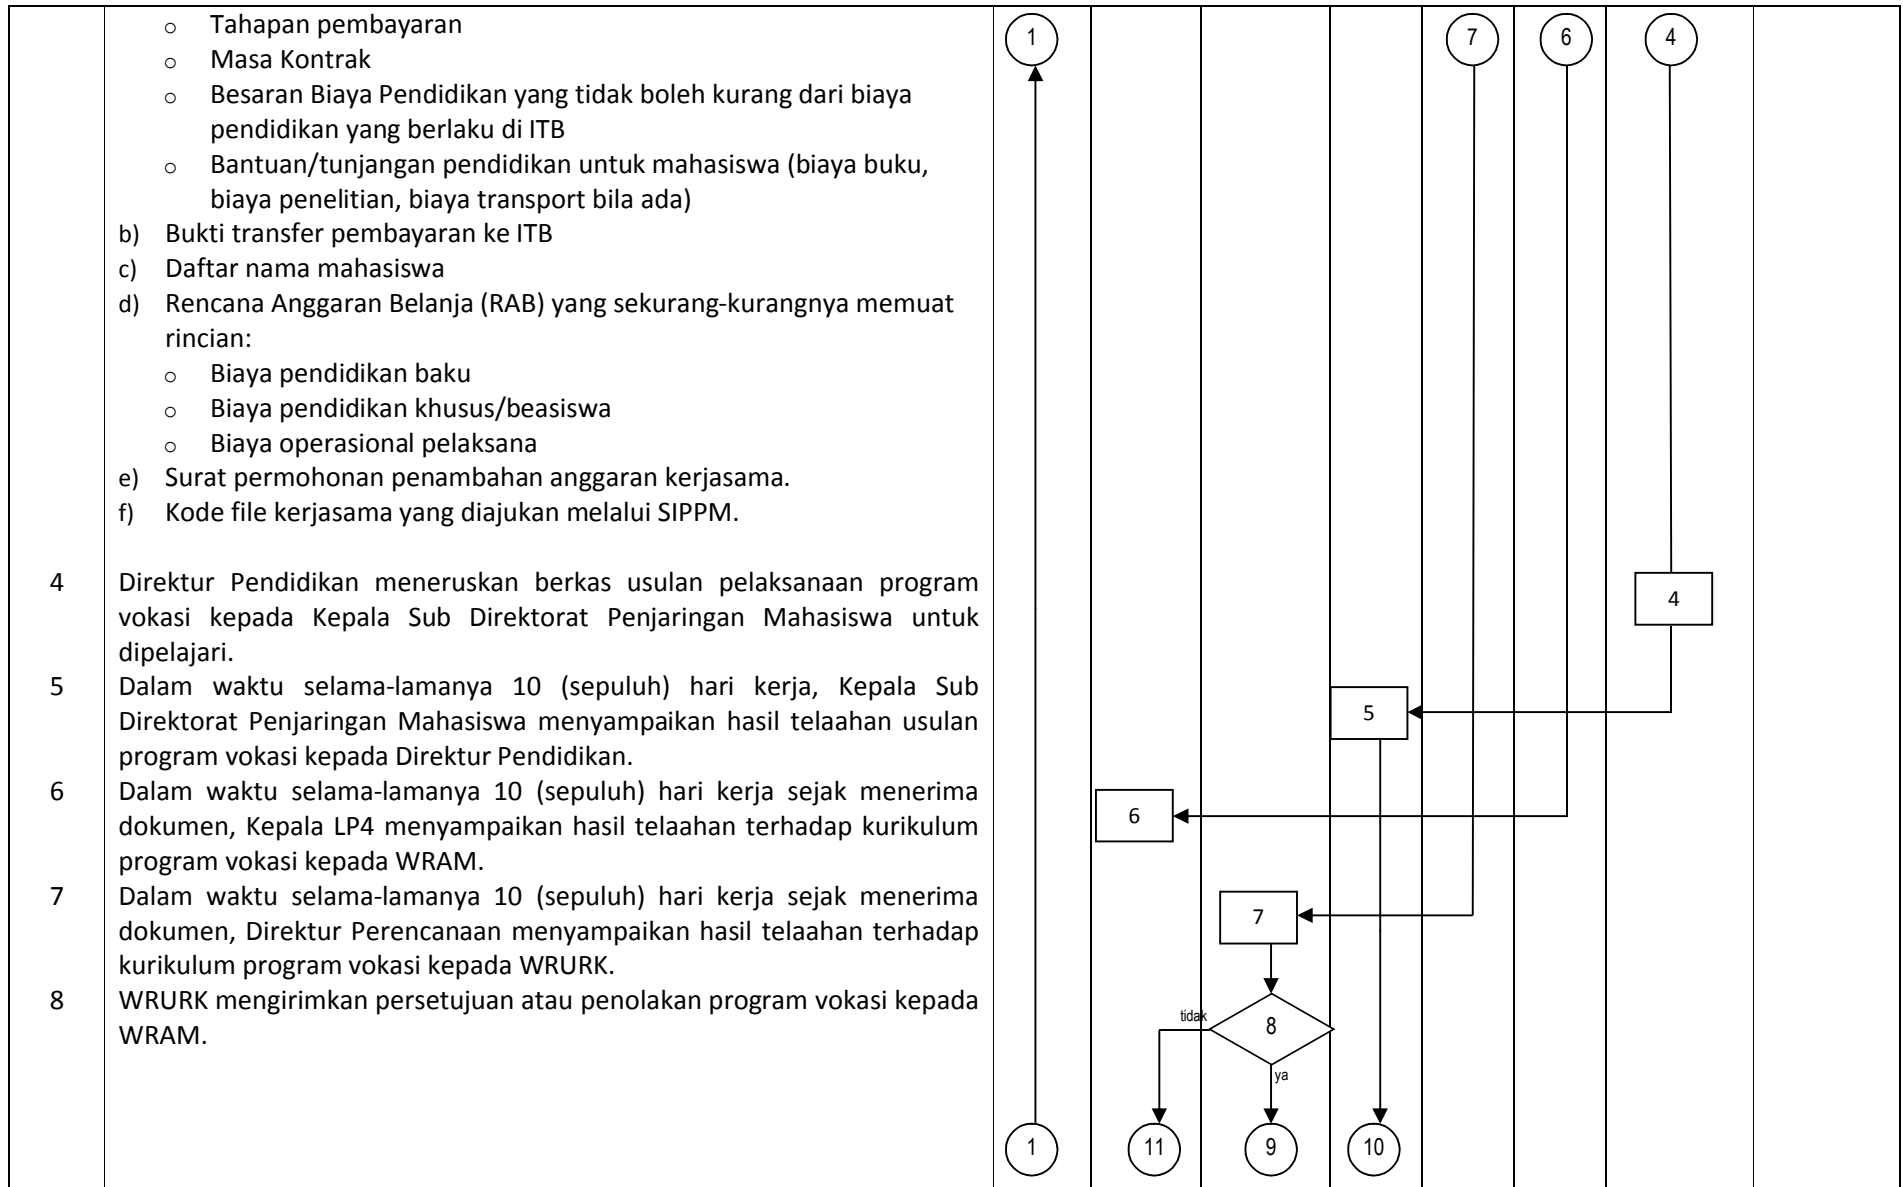 o Tahapan pembayaran
o Masa Kontrak
o Besaran Biaya Pendidikan yang tidak boleh kurang dari biaya
pendidikan yang berlaku di ITB
o Bantuan/tunjangan pendidikan untuk mahasiswa (biaya buku,
biaya penelitian, biaya transport bila ada)
b) Bukti transfer pembayaran ke ITB
c) Daftar nama mahasiswa
d) Rencana Anggaran Belanja (RAB) yang sekurang-kurangnya memuat
rincian:
o Biaya pendidikan baku
o Biaya pendidikan khusus/beasiswa
o Biaya operasional pelaksana
e) Surat permohonan penambahan anggaran kerjasama.
f) Kode file kerjasama yang diajukan melalui SIPPM.
4 Direktur Pendidikan meneruskan berkas usulan pelaksanaan program
vokasi kepada Kepala Sub Direktorat Penjaringan Mahasiswa untuk
dipelajari.
5 Dalam waktu selama-lamanya 10 (sepuluh) hari kerja, Kepala Sub
Direktorat Penjaringan Mahasiswa menyampaikan hasil telaahan usulan
program vokasi kepada Direktur Pendidikan.
6 Dalam waktu selama-lamanya 10 (sepuluh) hari kerja sejak menerima
dokumen, Kepala LP4 menyampaikan hasil telaahan terhadap kurikulum
program vokasi kepada WRAM.
7 Dalam waktu selama-lamanya 10 (sepuluh) hari kerja sejak menerima
dokumen, Direktur Perencanaan menyampaikan hasil telaahan terhadap
kurikulum program vokasi kepada WRURK.
8 WRURK mengirimkan persetujuan atau penolakan program vokasi kepada
WRAM.
1 7 6 4
4
5
6
7
tidak 8
ya
1 11 9 10